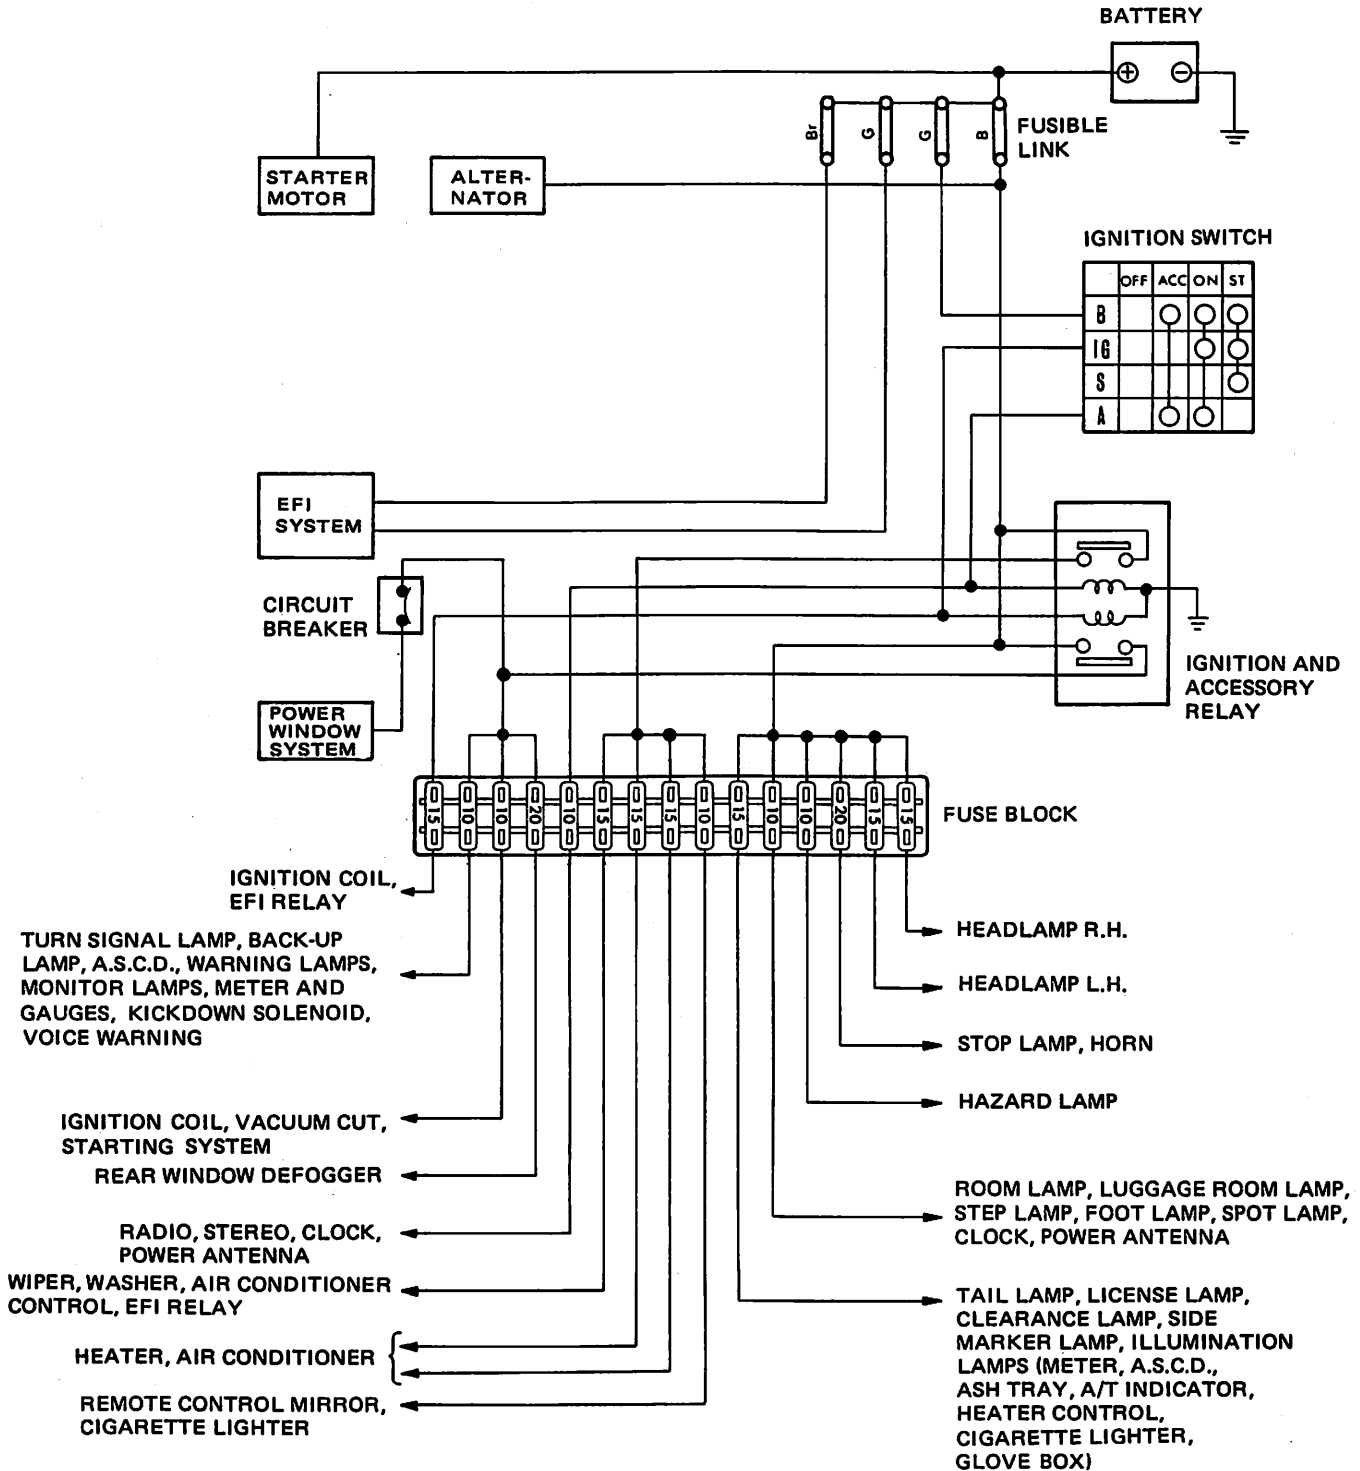 BATTERY
+ −
Br
G
G
B
FUSIBLE
LINK
STARTER
MOTOR
ALTER-
NATOR
IGNITION SWITCH
OFF ACC ON ST
B
IG
S
A
EFI
SYSTEM
CIRCUIT
BREAKER
IGNITION AND
ACCESSORY
RELAY
POWER
WINDOW
SYSTEM
15 10 10 20 10 15 15 15 10 15 10 10 20 15 15
FUSE BLOCK
IGNITION COIL,
EFI RELAY
TURN SIGNAL LAMP, BACK-UP
LAMP, A.S.C.D., WARNING LAMPS,
MONITOR LAMPS, METER AND
GAUGES, KICKDOWN SOLENOID,
VOICE WARNING
IGNITION COIL, VACUUM CUT,
STARTING SYSTEM
REAR WINDOW DEFOGGER
RADIO, STEREO, CLOCK,
POWER ANTENNA
WIPER, WASHER, AIR CONDITIONER
CONTROL, EFI RELAY
HEATER, AIR CONDITIONER
REMOTE CONTROL MIRROR,
CIGARETTE LIGHTER
HEADLAMP R.H.
HEADLAMP L.H.
STOP LAMP, HORN
HAZARD LAMP
ROOM LAMP, LUGGAGE ROOM LAMP,
STEP LAMP, FOOT LAMP, SPOT LAMP,
CLOCK, POWER ANTENNA
TAIL LAMP, LICENSE LAMP,
CLEARANCE LAMP, SIDE
MARKER LAMP, ILLUMINATION
LAMPS (METER, A.S.C.D.,
ASH TRAY, A/T INDICATOR,
HEATER CONTROL,
CIGARETTE LIGHTER,
GLOVE BOX)